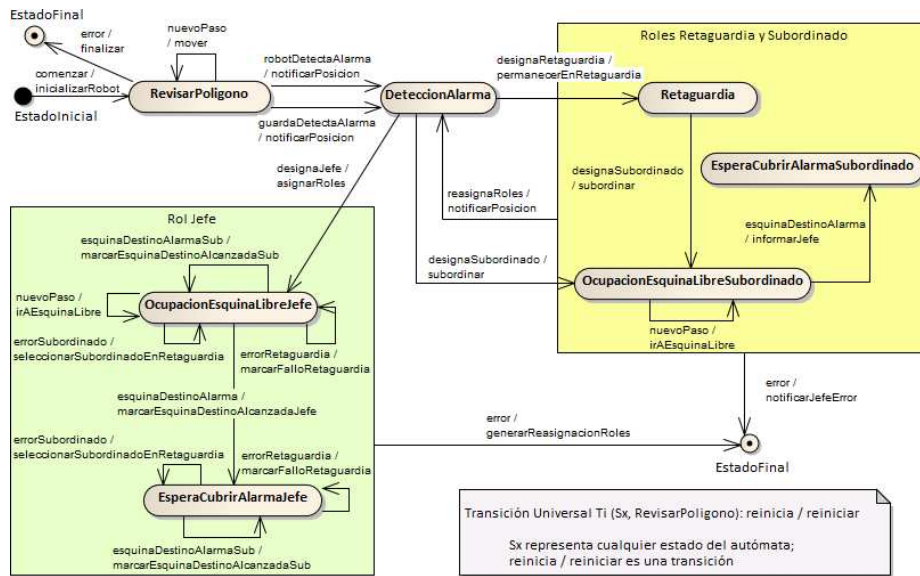 EstadoFinal
error /
finalizar
nuevoPaso
/ mover
comenzar /
inicializarRobot
EstadoInicial
RevisarPoligono
robotDetectaAlarma
/ notificarPosicion
guardaDetectaAlarma
/ notificarPosicion
DeteccionAlarma
designaRetaguardia /
permanecerEnRetaguardia
designaJefe /
asignarRoles
reasignaRoles /
notificarPosicion
designaSubordinado /
subordinar
Roles Retaguardia y Subordinado
Retaguardia
EsperaCubrirAlarmaSubordinado
designaSubordinado
/ subordinar
esquinaDestinoAlarma
/ informarJefe
OcupacionEsquinaLibreSubordinado
nuevoPaso /
irAEsquinaLibre
error /
notificarJefeError
Rol Jefe
esquinaDestinoAlarmaSub /
marcarEsquinaDestinoAlcanzadaSub
OcupacionEsquinaLibreJefe
nuevoPaso /
irAEsquinaLibre
errorSubordinado /
seleccionarSubordinadoEnRetaguardia
errorRetaguardia /
marcarFalloRetaguardia
esquinaDestinoAlarma /
marcarEsquinaDestinoAlcanzadaJefe
errorSubordinado /
seleccionarSubordinadoEnRetaguardia
errorRetaguardia /
marcarFalloRetaguardia
EsperaCubrirAlarmaJefe
esquinaDestinoAlarmaSub /
marcarEsquinaDestinoAlcanzadaSub
error /
generarReasignacionRoles
EstadoFinal
Transición Universal Ti (Sx, RevisarPoligono): reinicia / reiniciar
Sx representa cualquier estado del autómata;
reinicia / reiniciar es una transición